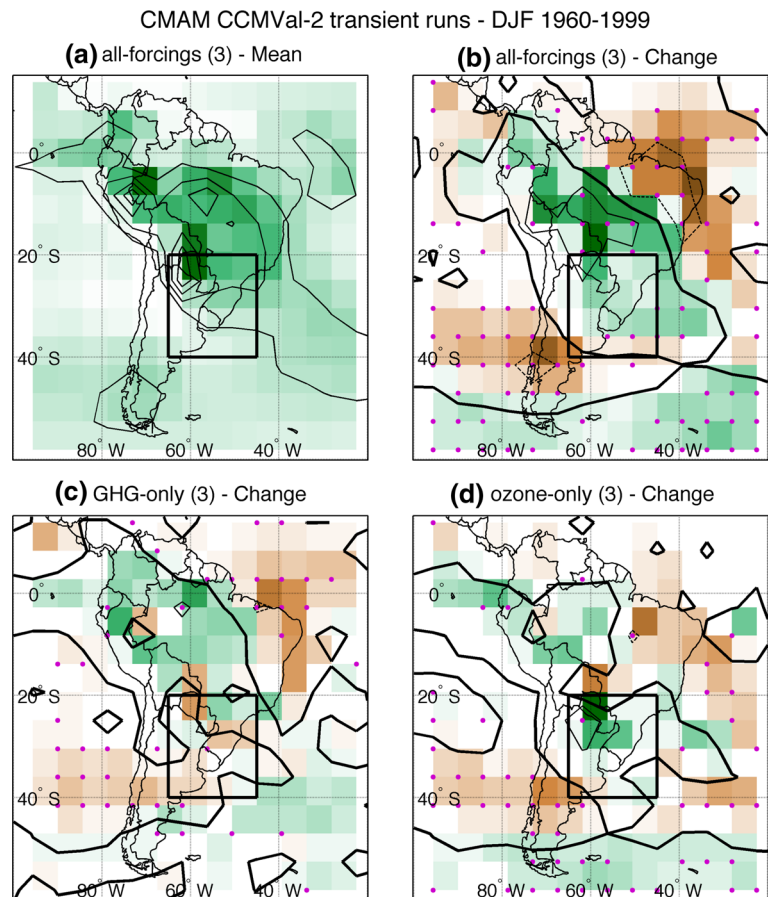 CMAM CCMVal-2 transient runs - DJF 1960-1999
(a) all-forcings (3) - Mean
(b) all-forcings (3) - Change
0°
20° S
40° S
80° W
60° W
40° W
0°
20° S
40° S
80° W
60° W
40° W
(c) GHG-only (3) - Change
(d) ozone-only (3) - Change
0°
20° S
40° S
80° W
60° W
40° W
0°
20° S
40° S
80° W
60° W
40° W